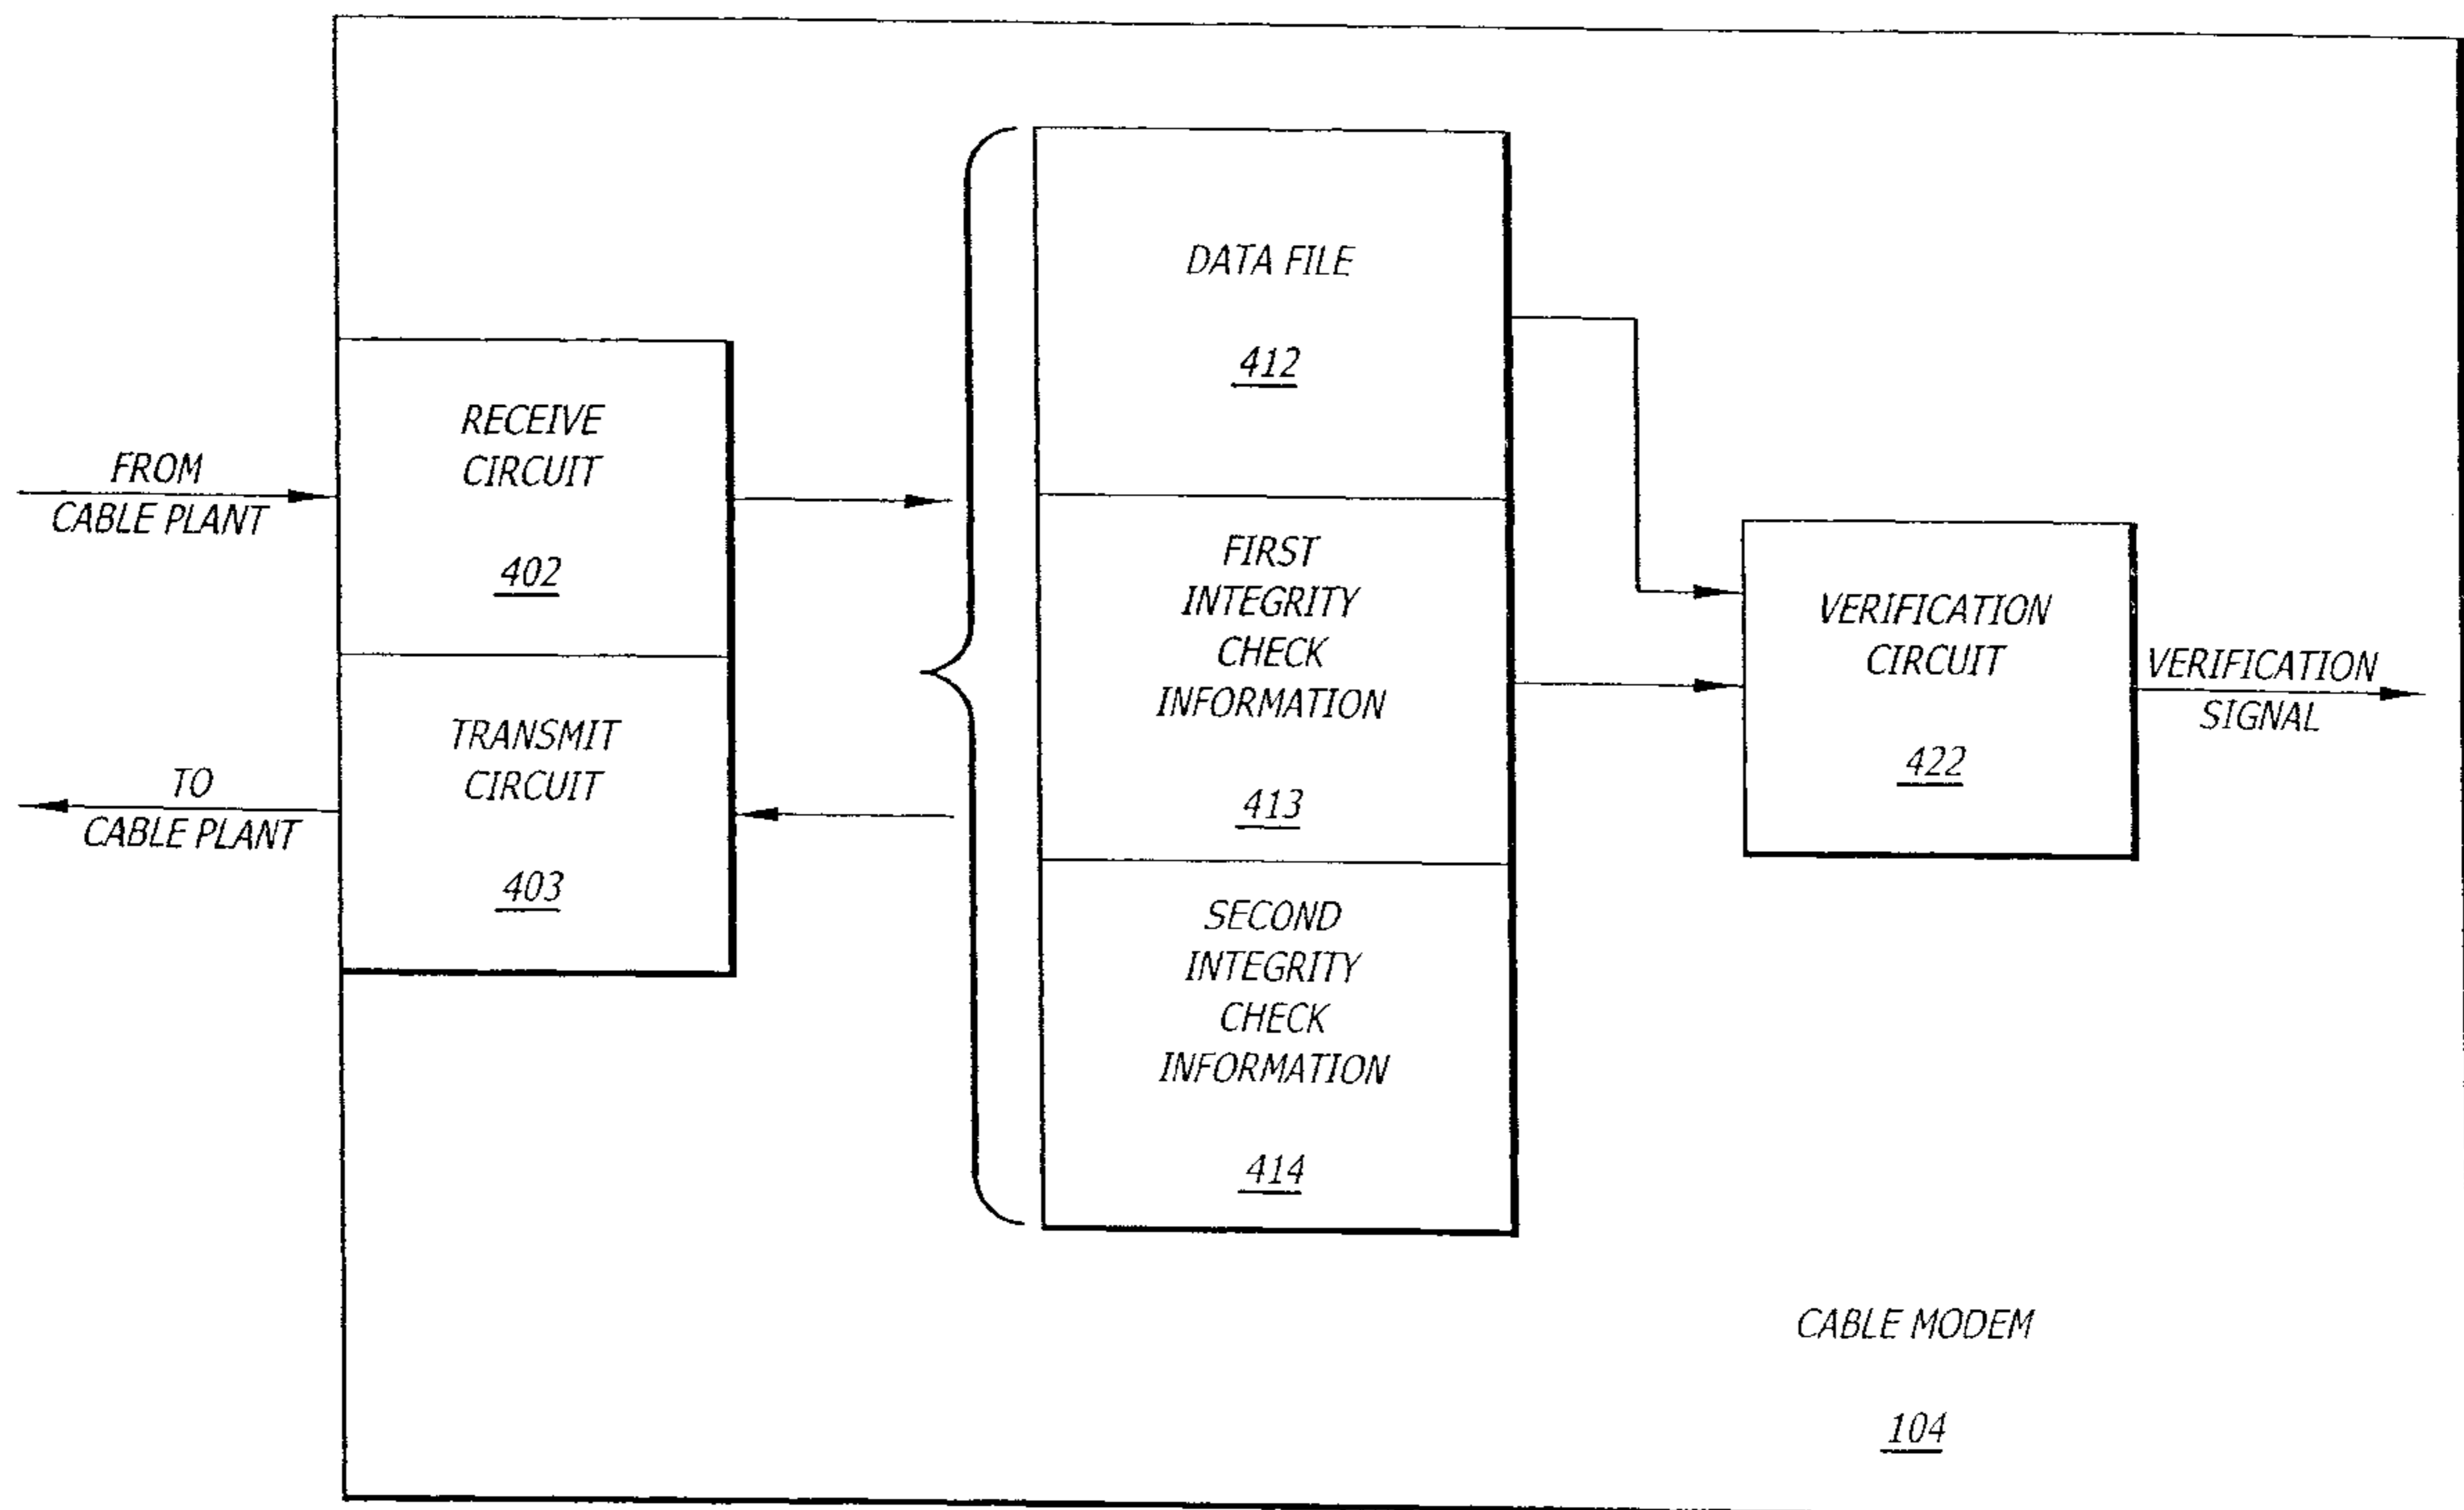 FROM
CABLE PLANT
TO
CABLE PLANT
RECEIVE
CIRCUIT
402
TRANSMIT
CIRCUIT
403
DATA FILE
412
FIRST
INTEGRITY
CHECK
INFORMATION
413
SECOND
INTEGRITY
CHECK
INFORMATION
414
VERIFICATION
CIRCUIT
422
VERIFICATION
SIGNAL
CABLE MODEM
104